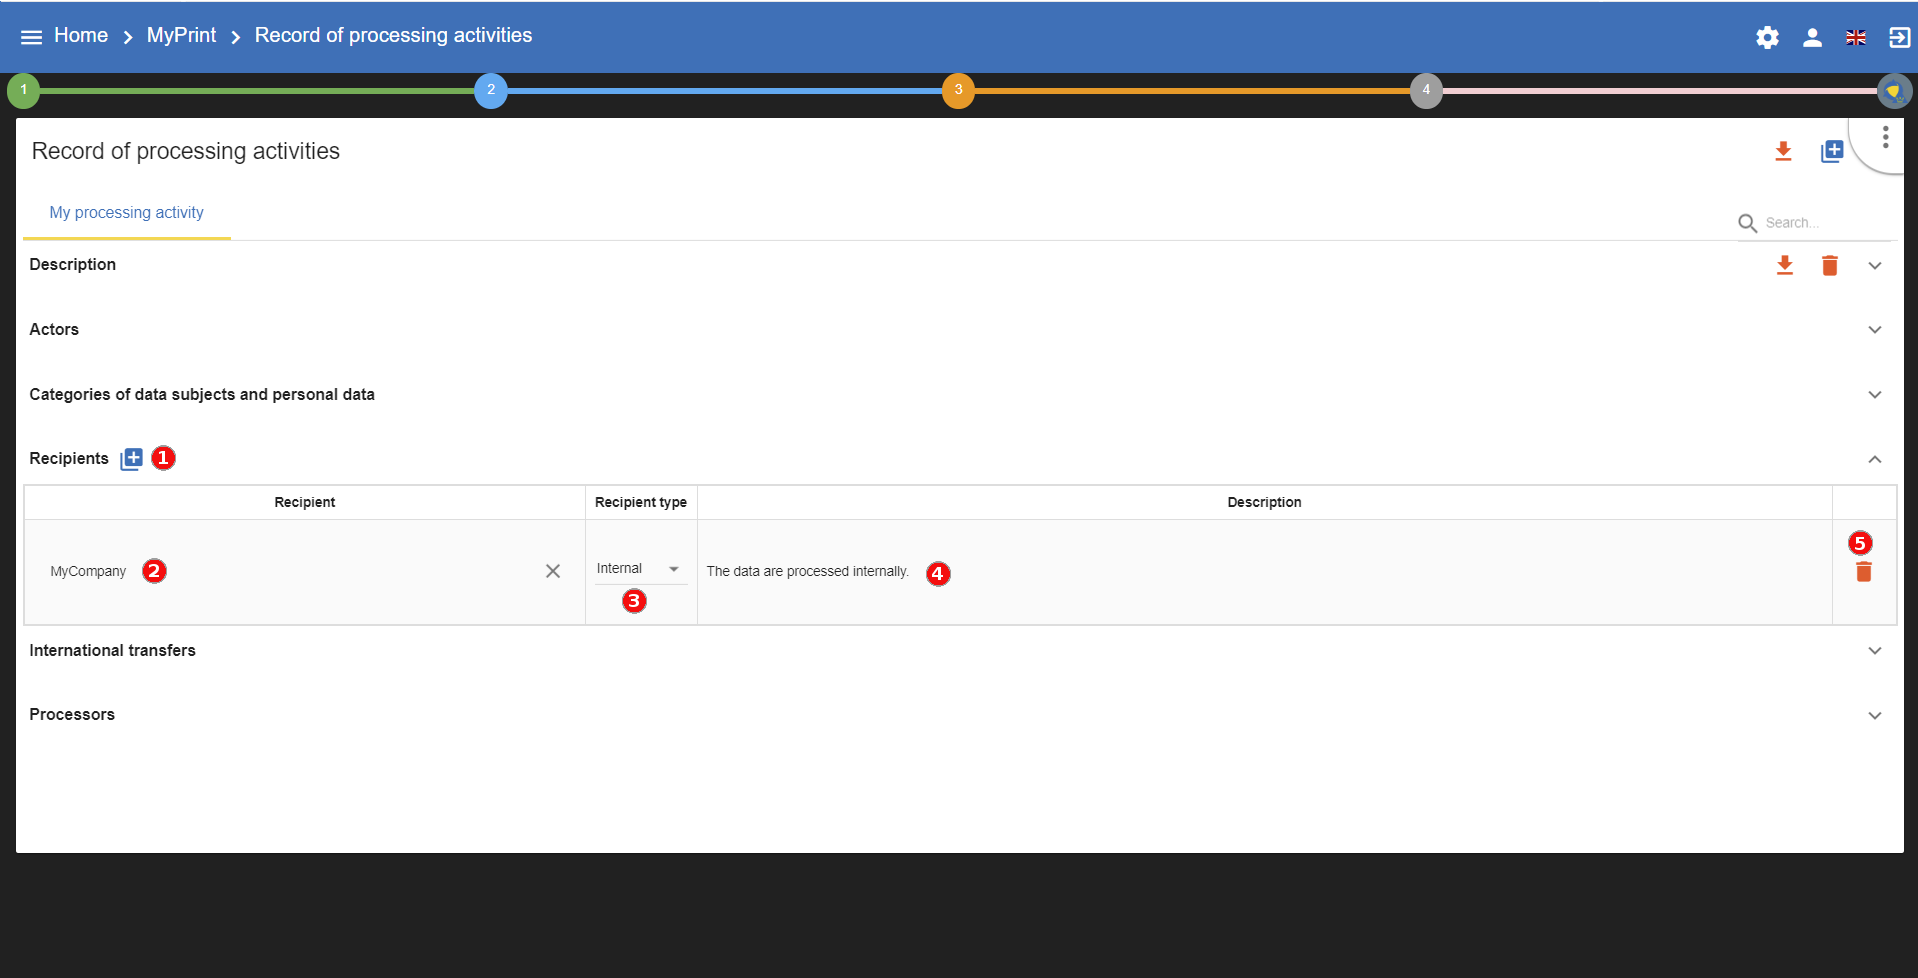 Home > MyPrint > Record of processing activities
1 2 3 4
Record of processing activities
My processing activity
Search...
Description
Actors
Categories of data subjects and personal data
Recipients 1
Recipient Recipient type Description
MyCompany 2 Internal 3 The data are processed internally. 4 5
International transfers
Processors